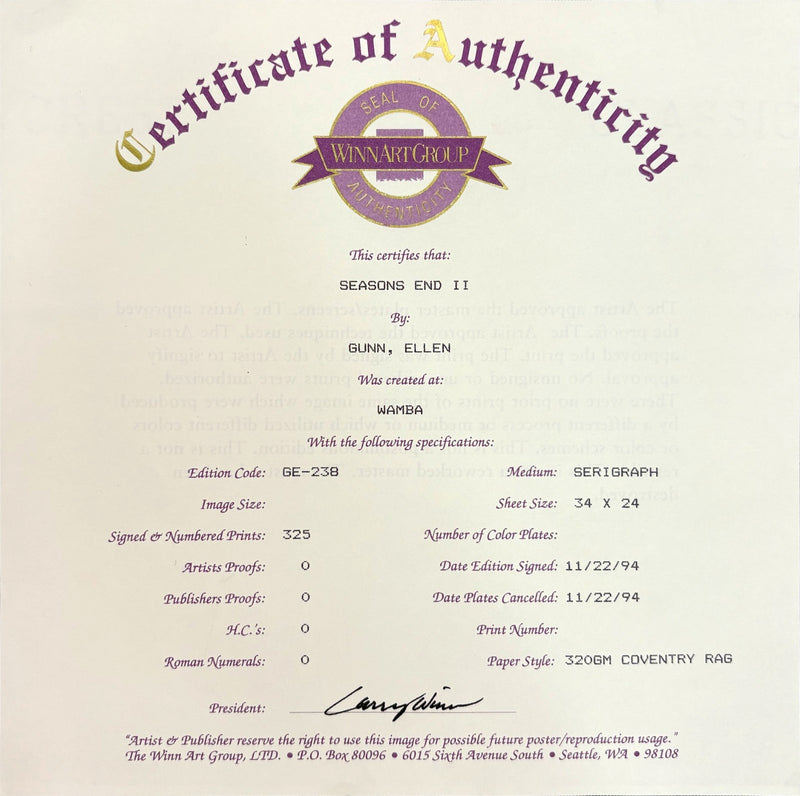 Certificate of Authenticity
SEAL OF
WINN ART GROUP
AUTHENTICITY
This certifies that:
SEASONS END II
By:
GUNN, ELLEN
Was created at:
WAMBA
With the following specifications:
Edition Code: GE-238 Medium: SERIGRAPH
Image Size: Sheet Size: 34 X 24
Signed & Numbered Prints: 325 Number of Color Plates:
Artists Proofs: 0 Date Edition Signed: 11/22/94
Publishers Proofs: 0 Date Plates Cancelled: 11/22/94
H.C.'s: 0 Print Number:
Roman Numerals: 0 Paper Style: 320GM COVENTRY RAG
President: Larry Winn
"Artist & Publisher reserve the right to use this image for possible future poster/reproduction usage."
The Winn Art Group, LTD. • P.O. Box 80096 • 6015 Sixth Avenue South • Seattle, WA • 98108